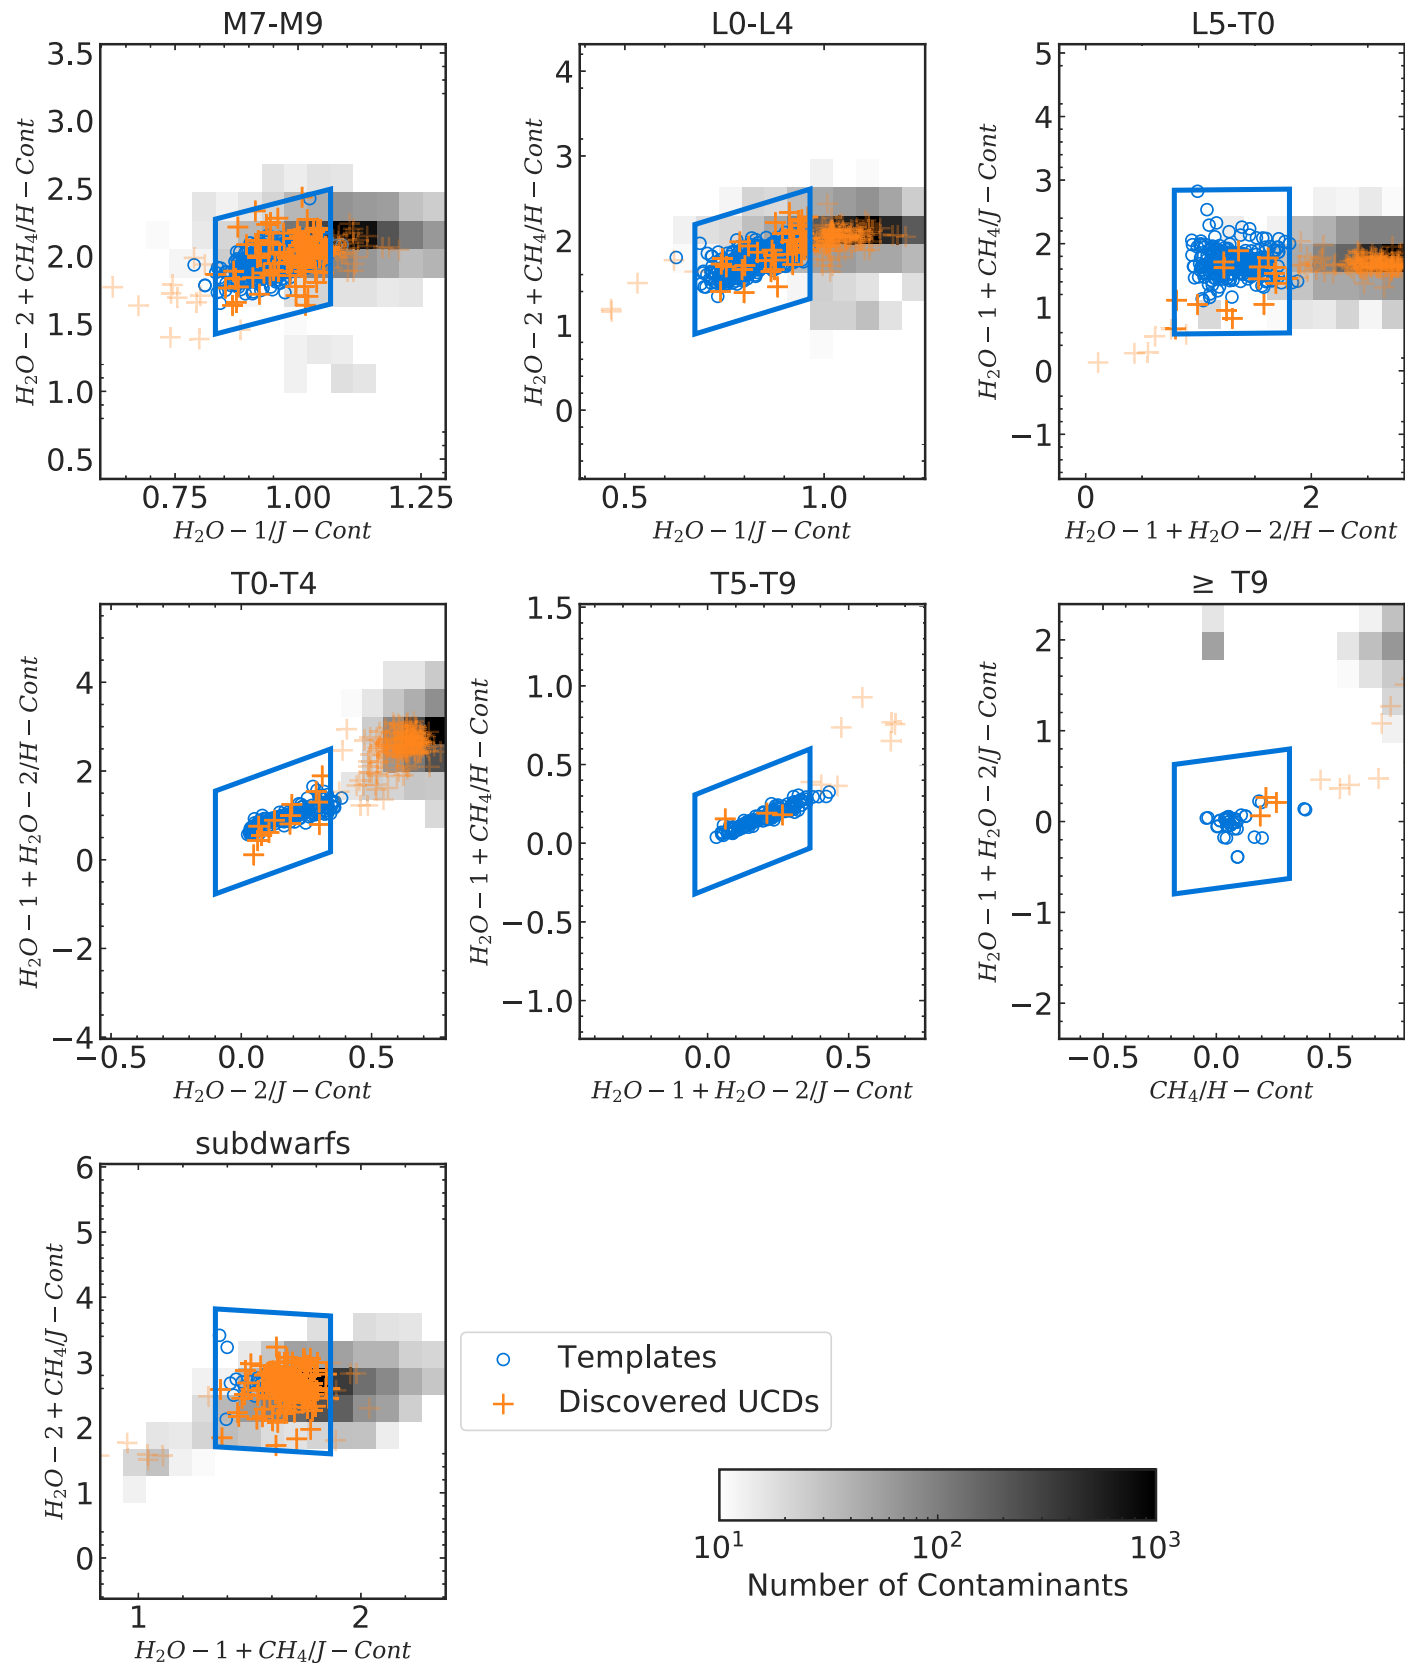 M7-M9
L0-L4
L5-T0
3.5
3.0
2.5
2.0
1.5
1.0
0.5
H₂O − 2 + CH₄/H − Cont
0.75 1.00 1.25
H₂O − 1/J − Cont
4
3
2
1
0
H₂O − 2 + CH₄/H − Cont
0.5 1.0
H₂O − 1/J − Cont
5
4
3
2
1
0
−1
H₂O − 1 + CH₄/J − Cont
0 2
H₂O − 1 + H₂O − 2/H − Cont
T0-T4
T5-T9
≥ T9
4
2
0
−2
−4
H₂O − 1 + H₂O − 2/H − Cont
−0.5 0.0 0.5
H₂O − 2/J − Cont
1.5
1.0
0.5
0.0
−0.5
−1.0
H₂O − 1 + CH₄/H − Cont
0.0 0.5
H₂O − 1 + H₂O − 2/J − Cont
2
1
0
−1
−2
H₂O − 1 + H₂O − 2/J − Cont
−0.5 0.0 0.5
CH₄/H − Cont
subdwarfs
6
5
4
3
2
1
0
H₂O − 2 + CH₄/J − Cont
1 2
H₂O − 1 + CH₄/J − Cont
Templates
Discovered UCDs
10¹ 10² 10³
Number of Contaminants